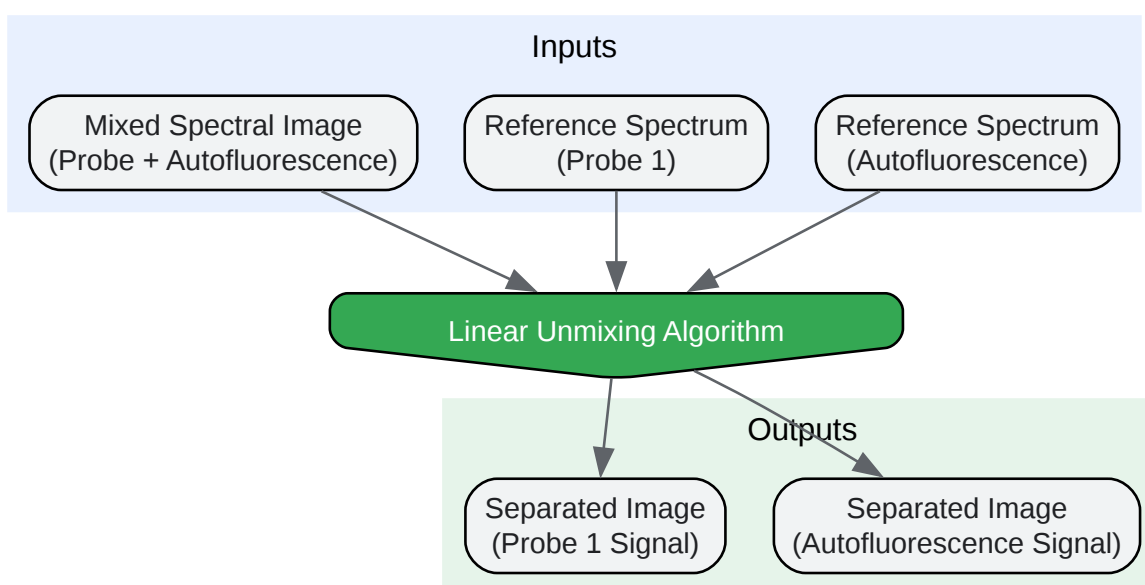 Inputs
Mixed Spectral Image
(Probe + Autofluorescence)
Reference Spectrum
(Probe 1)
Reference Spectrum
(Autofluorescence)
Linear Unmixing Algorithm
Outputs
Separated Image
(Probe 1 Signal)
Separated Image
(Autofluorescence Signal)